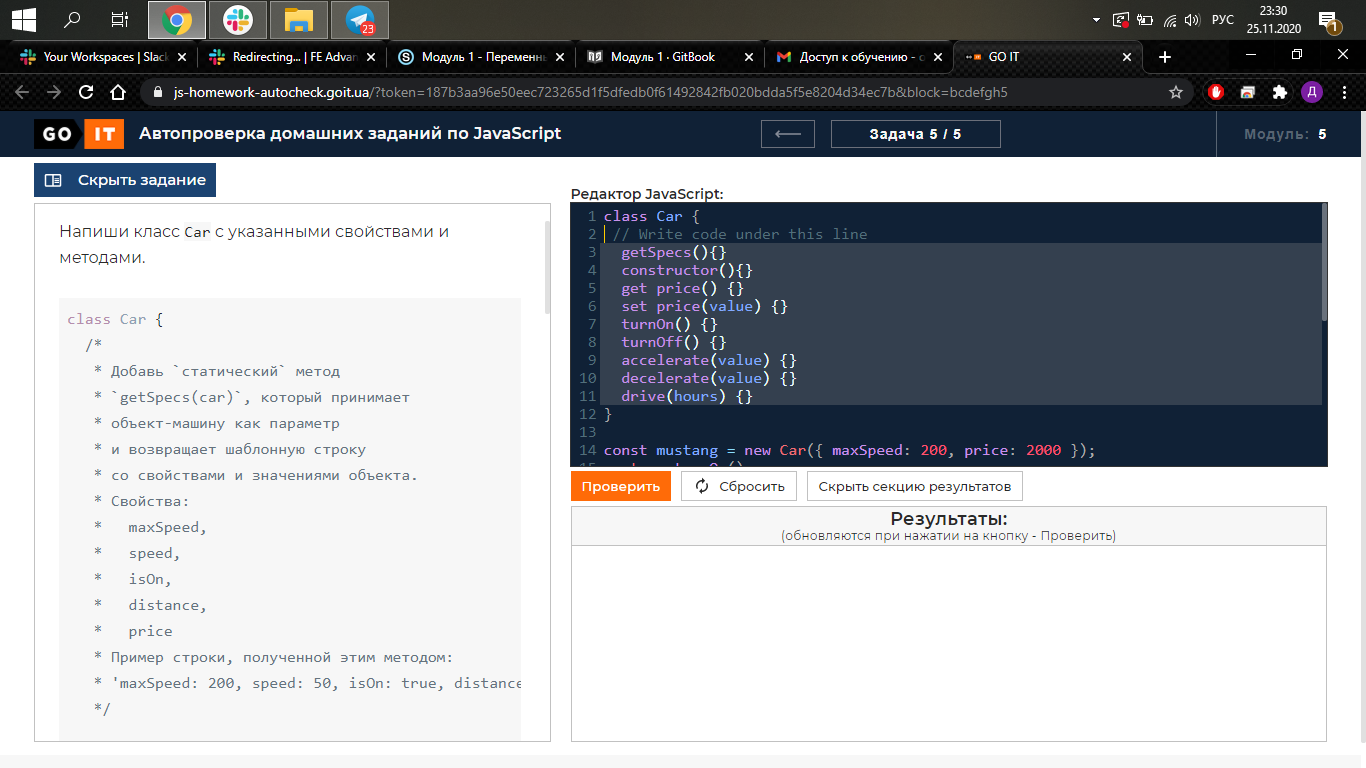 23
РУС
23:30
25.11.2020
1
Your Workspaces | Slack
Redirecting... | FE Advan
Модуль 1 - Переменны
Модуль 1 · GitBook
Доступ к обучению - o
GO IT
js-homework-autocheck.goit.ua/?token=187b3aa96e50eec723265d1f5dfedb0f61492842fb020bdda5f5e8204d34ec7b&block=bcdefgh5
Д
GO IT
Автопроверка домашних заданий по JavaScript
Задача 5 / 5
Модуль: 5
Скрыть задание
Напиши класс Car с указанными свойствами и
методами.
class Car {
/*
* Добавь `статический` метод
* `getSpecs(car)`, который принимает
* объект-машину как параметр
* и возвращает шаблонную строку
* со свойствами и значениями объекта.
* Свойства:
* maxSpeed,
* speed,
* isOn,
* distance,
* price
* Пример строки, полученной этим методом:
* 'maxSpeed: 200, speed: 50, isOn: true, distance
*/
Редактор JavaScript:
1 class Car {
2 // Write code under this line
3 getSpecs(){}
4 constructor(){}
5 get price() {}
6 set price(value) {}
7 turnOn() {}
8 turnOff() {}
9 accelerate(value) {}
10 decelerate(value) {}
11 drive(hours) {}
12 }
13
14 const mustang = new Car({ maxSpeed: 200, price: 2000 });
Проверить
Сбросить
Скрыть секцию результатов
Результаты:
(обновляются при нажатии на кнопку - Проверить)